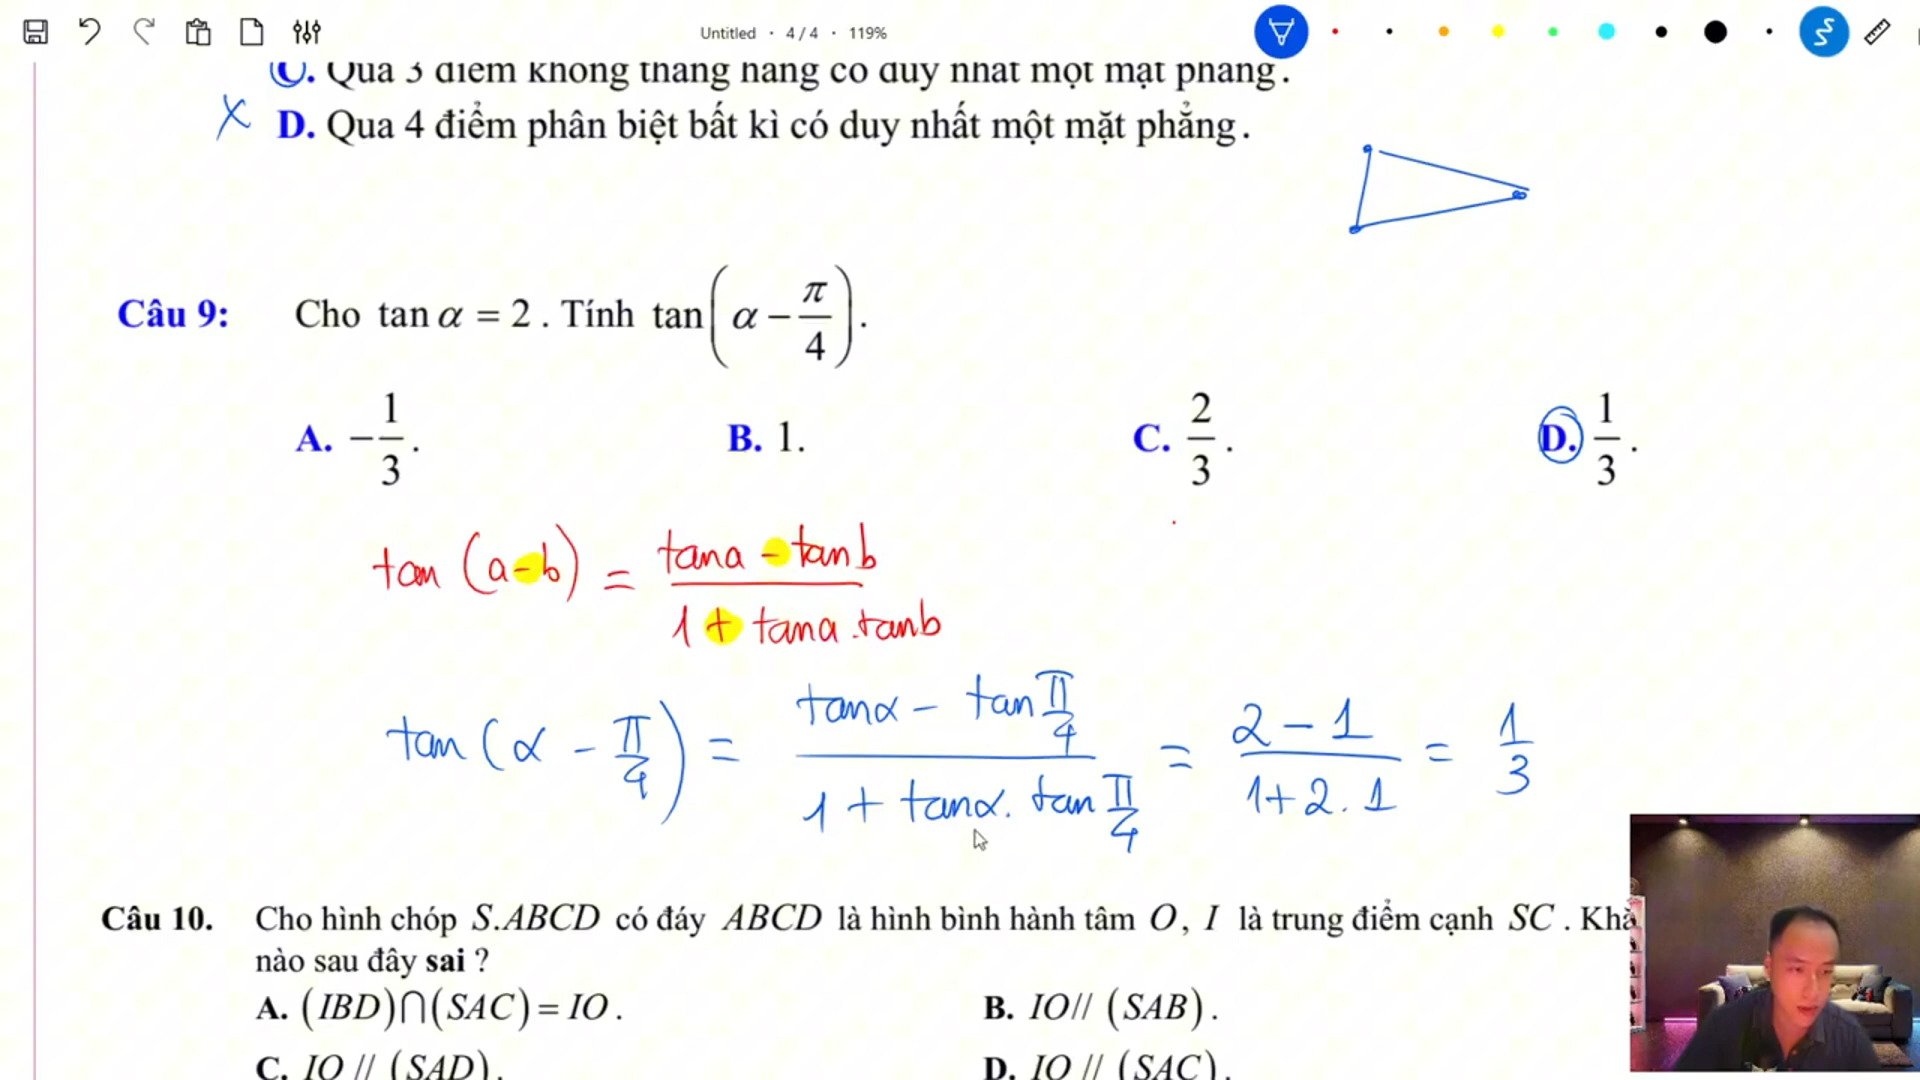 Untitled • 4 / 4 • 119%
C. Qua 3 điểm không thẳng hàng có duy nhất một mặt phẳng.
X D. Qua 4 điểm phân biệt bất kì có duy nhất một mặt phẳng.
Câu 9: Cho tan α = 2. Tính tan(α − π/4).
A. −1/3. B. 1. C. 2/3. D. 1/3.
tan (a-b) = (tana - tanb)/(1 + tana.tanb)
tan(α - π/4) = (tanα - tan π/4)/(1 + tanα. tan π/4) = (2 - 1)/(1+2.1) = 1/3
Câu 10. Cho hình chóp S.ABCD có đáy ABCD là hình bình hành tâm O, I là trung điểm cạnh SC. Khẳ
nào sau đây sai ?
A. (IBD)∩(SAC) = IO. B. IO// (SAB).
C. IO // (SAD). D. IO // (SAC).